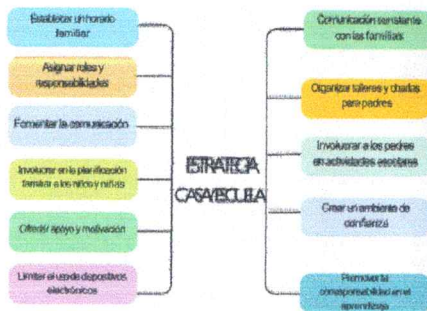 Establecer un horario
familiar
Asignar roles y
responsabilidades
Fomentar la comunicación
Involucrar en la planificación
familiar a los niños y niñas
Ofrecer apoyo y motivación
Limitar el uso de dispositivos
electrónicos
ESTRATEGIA
CASA/ESCUELA
Comunicación constante
con las familias
Organizar talleres y charlas
para padres
Involucrar a los padres
en actividades escolares
Crear un ambiente de
confianza
Promover la
corresponsabilidad en el
aprendizaje